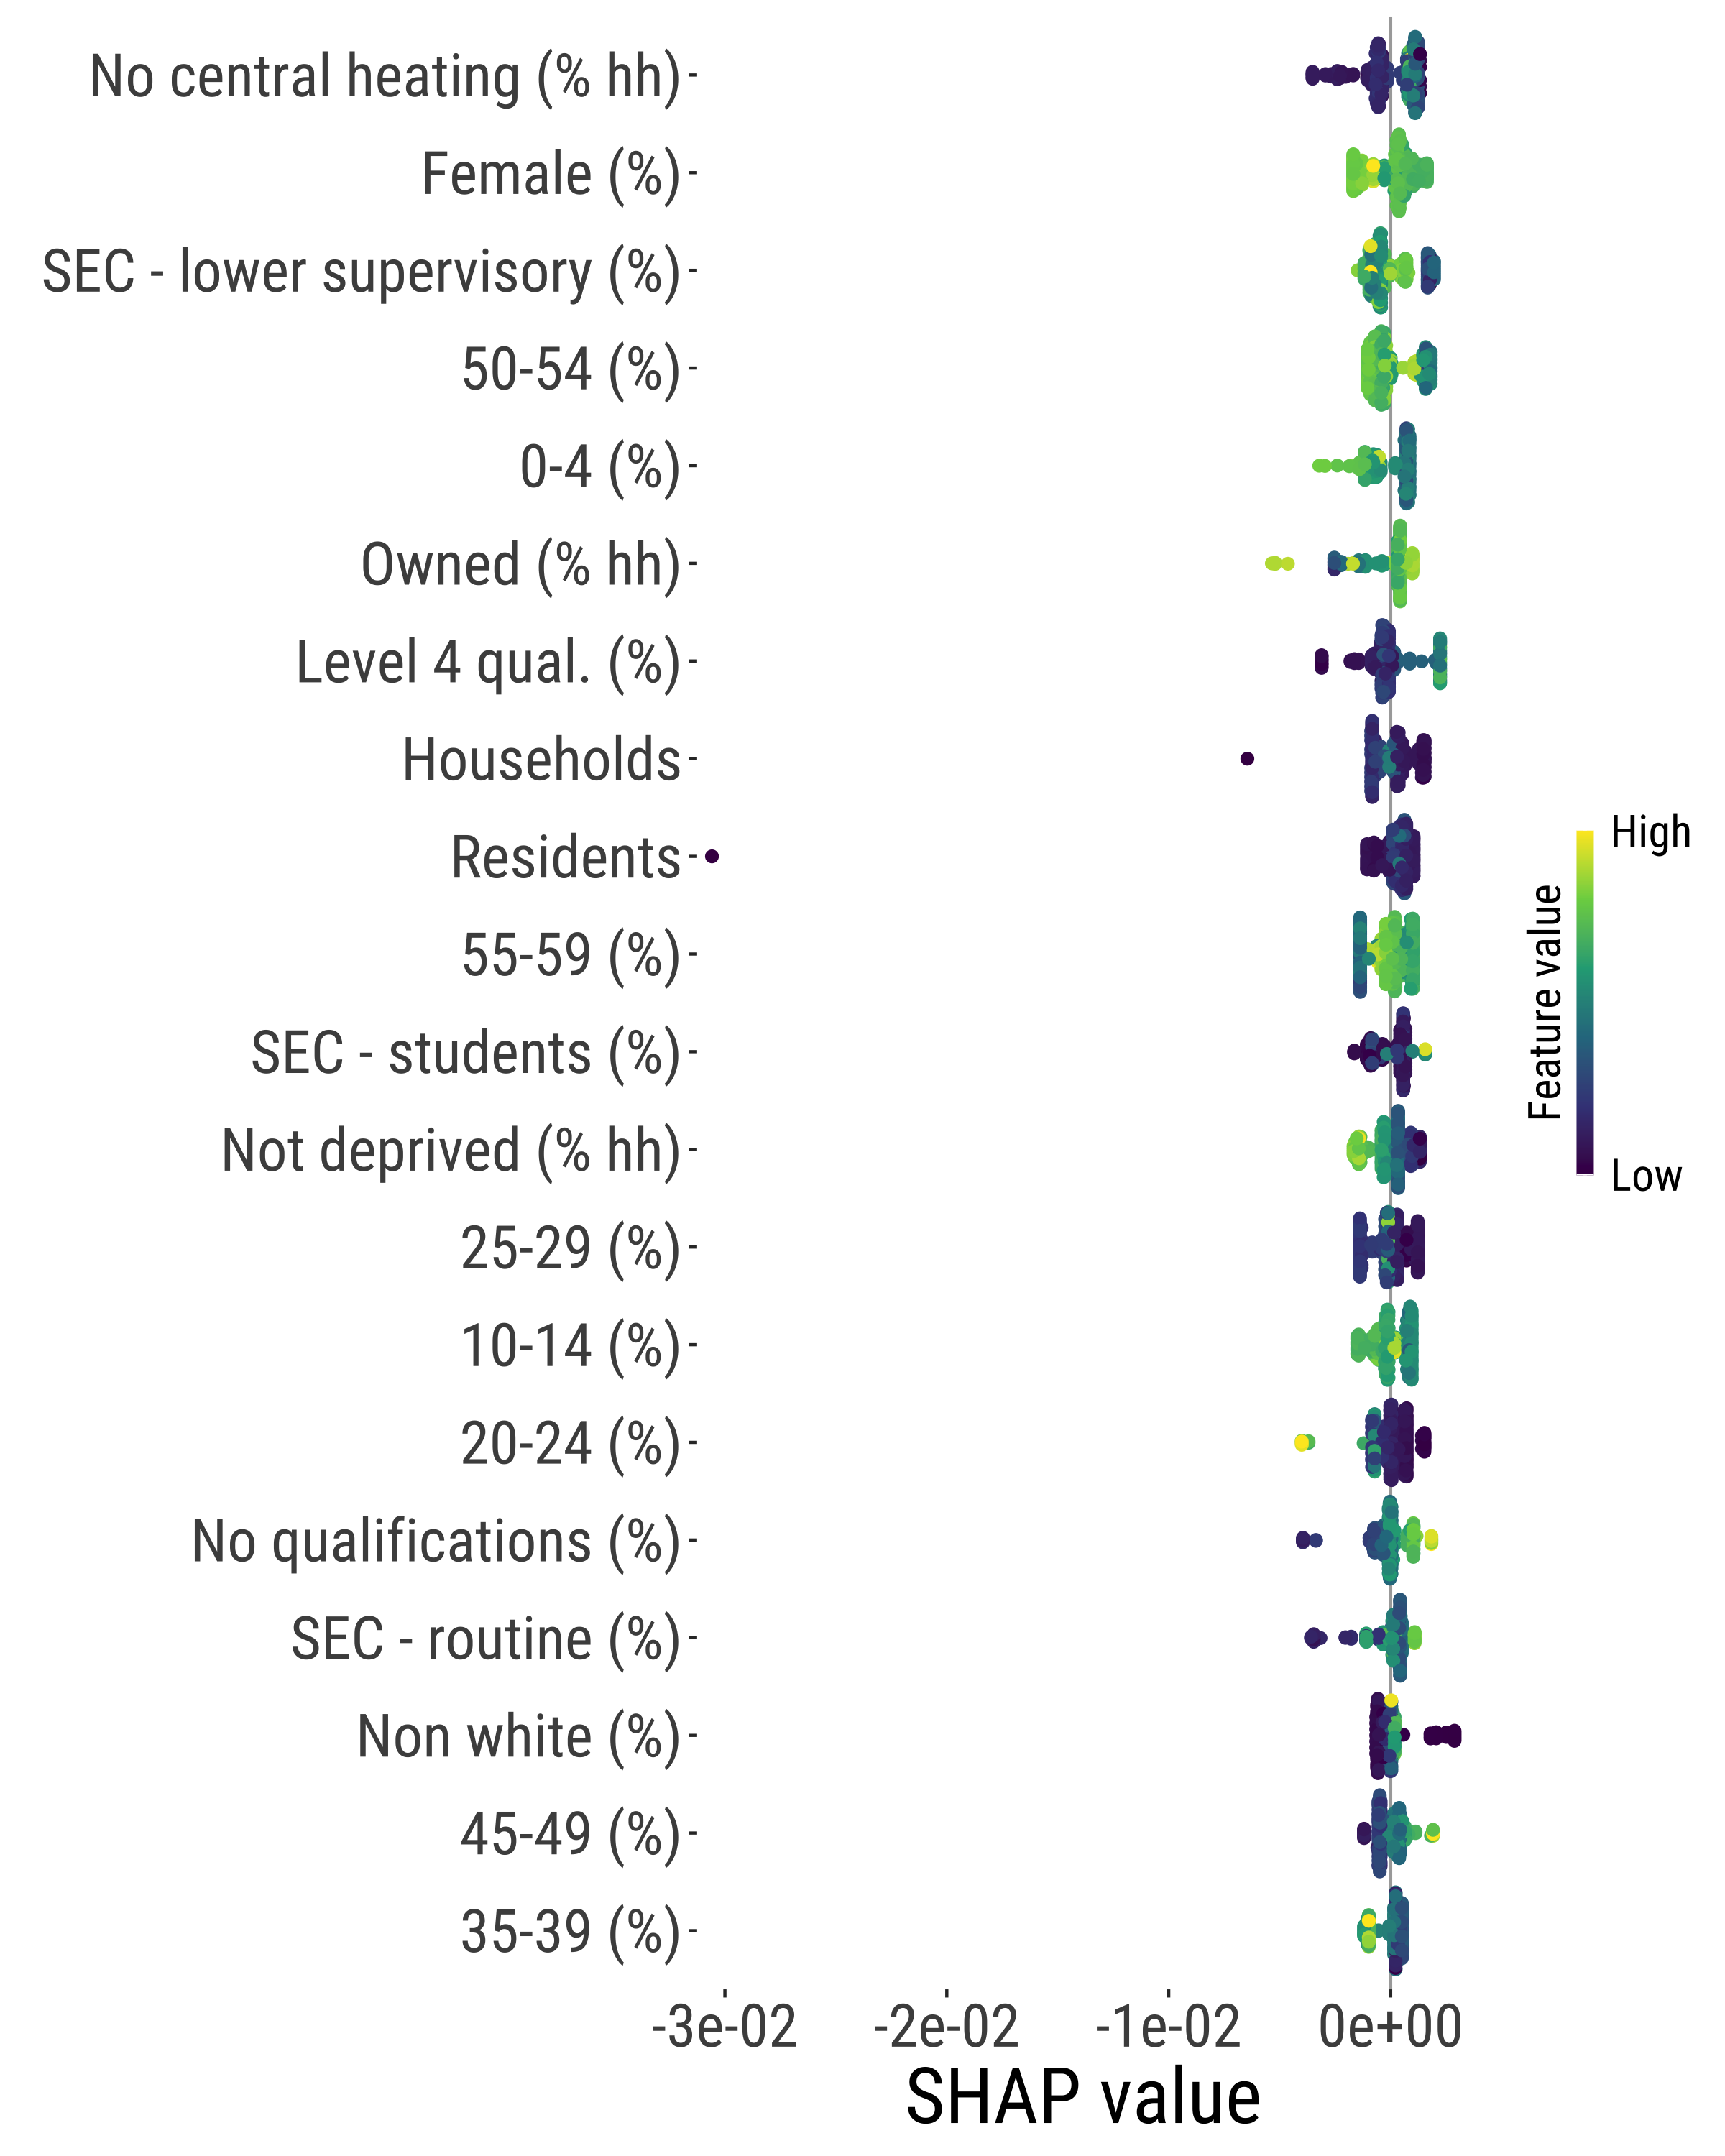 No central heating (% hh)
Female (%)
SEC - lower supervisory (%)
50-54 (%)
0-4 (%)
Owned (% hh)
Level 4 qual. (%)
Households
Residents
55-59 (%)
SEC - students (%)
Not deprived (% hh)
25-29 (%)
10-14 (%)
20-24 (%)
No qualifications (%)
SEC - routine (%)
Non white (%)
45-49 (%)
35-39 (%)
-3e-02 -2e-02 -1e-02 0e+00
SHAP value
High
Feature value
Low